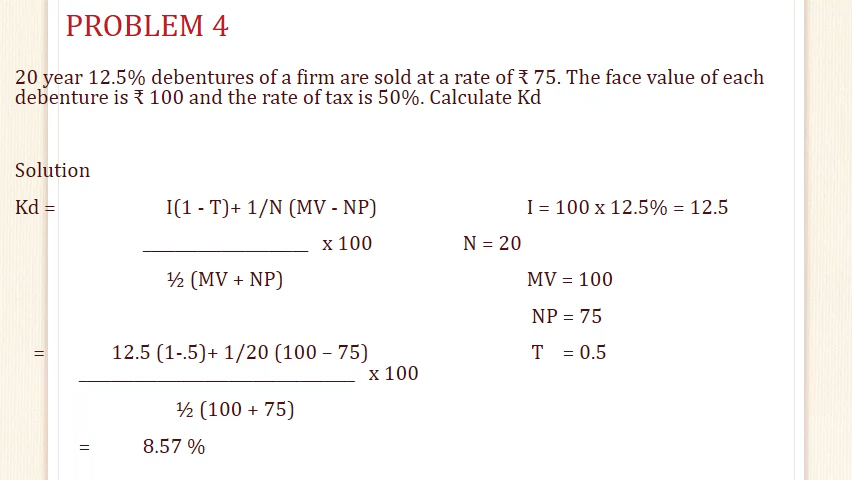 PROBLEM 4
20 year 12.5% debentures of a firm are sold at a rate of ₹ 75. The face value of each
debenture is ₹ 100 and the rate of tax is 50%. Calculate Kd
Solution
Kd = I(1 - T)+ 1/N (MV - NP) I = 100 x 12.5% = 12.5
____________________ x 100 N = 20
½ (MV + NP) MV = 100
NP = 75
= 12.5 (1-.5)+ 1/20 (100 – 75) T = 0.5
_________________________________ x 100
½ (100 + 75)
= 8.57 %